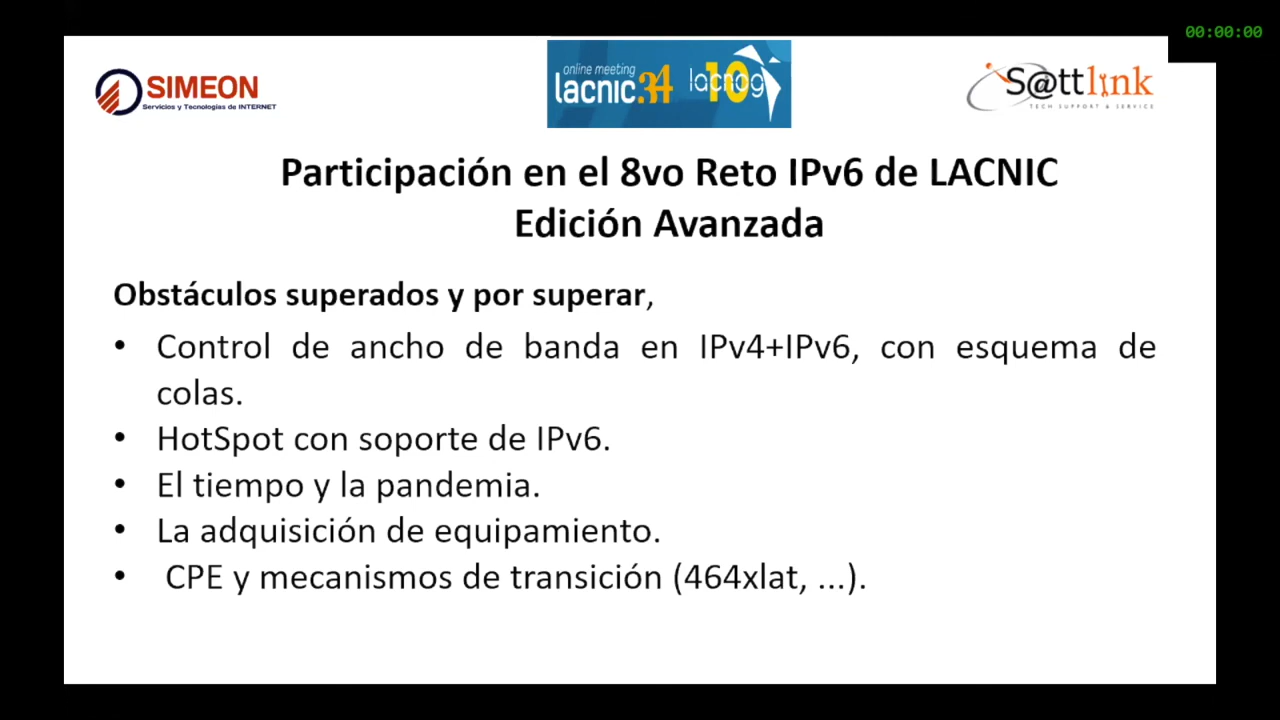 00:00:00
SIMEON
Servicios y Tecnologías de INTERNET
online meeting
lacnic.34
lacnog
10
S@ttlink
TECH SUPPORT & SERVICE
Participación en el 8vo Reto IPv6 de LACNIC
Edición Avanzada
Obstáculos superados y por superar,
• Control de ancho de banda en IPv4+IPv6, con esquema de
colas.
• HotSpot con soporte de IPv6.
• El tiempo y la pandemia.
• La adquisición de equipamiento.
• CPE y mecanismos de transición (464xlat, ...).